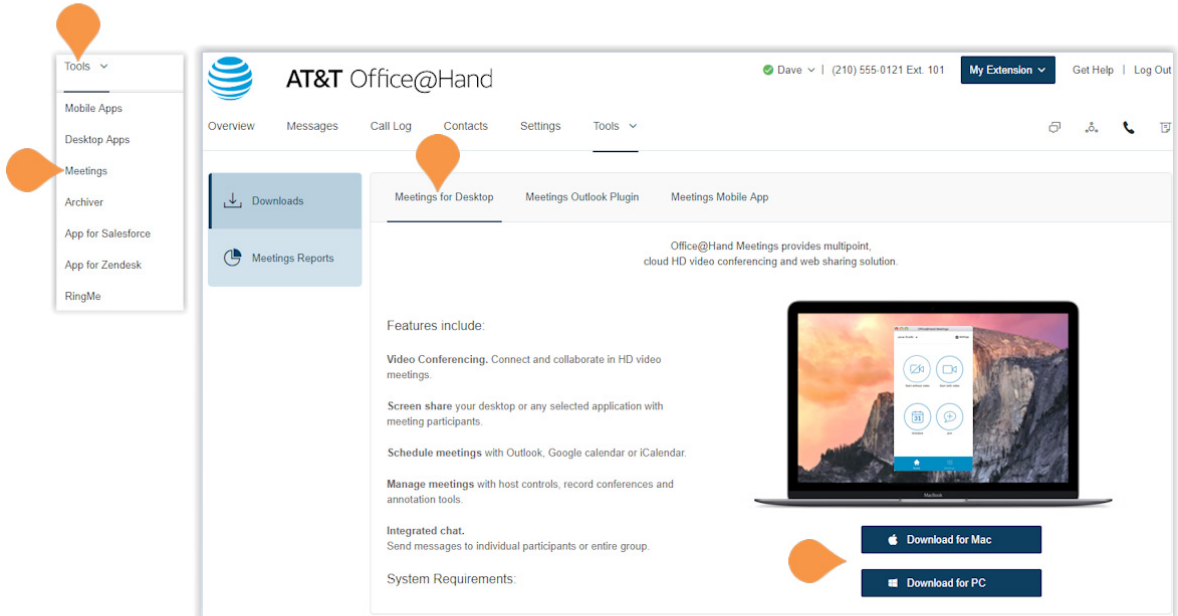 Tools
Mobile Apps
Desktop Apps
Meetings
Archiver
App for Salesforce
App for Zendesk
RingMe
AT&T Office@Hand
Dave | (210) 555-0121 Ext. 101 My Extension Get Help | Log Out
Overview Messages Call Log Contacts Settings Tools
Downloads
Meetings Reports
Meetings for Desktop Meetings Outlook Plugin Meetings Mobile App
Office@Hand Meetings provides multipoint,
cloud HD video conferencing and web sharing solution.
Features include:
Video Conferencing. Connect and collaborate in HD video
meetings.
Screen share your desktop or any selected application with
meeting participants.
Schedule meetings with Outlook, Google calendar or iCalendar.
Manage meetings with host controls, record conferences and
annotation tools.
Integrated chat.
Send messages to individual participants or entire group.
System Requirements:
31
MacBook
Download for Mac
Download for PC